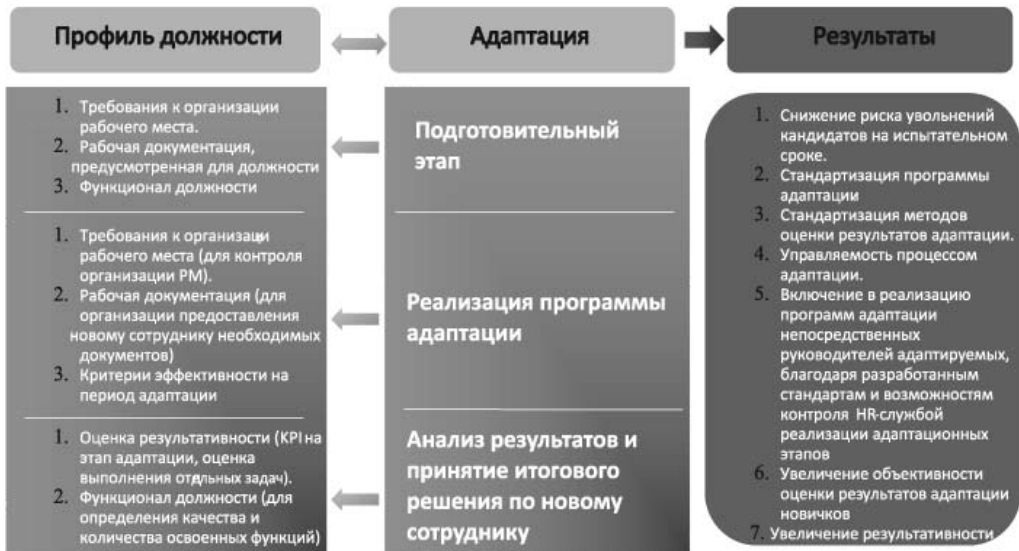 Профиль должности
Адаптация
Результаты
1. Требования к организации
рабочего места.
2. Рабочая документация,
предусмотренная для должности
3. Функционал должности
Подготовительный
этап
1. Требования к организаци
рабочего места (для контроля
организации РМ).
2. Рабочая документация (для
организации предоставления
новому сотруднику необходимых
документов)
3. Критерии эффективности на
период адаптации
Реализация программы
адаптации
1. Оценка результативности (KPI на
этап адаптации, оценка
выполнения отдельных задач).
2. Функционал должности (для
определения качества и
количества освоенных функций)
Анализ результатов и
принятие итогового
решения по новому
сотруднику
1. Снижение риска увольнений
кандидатов на испытательном
сроке.
2. Стандартизация программы
адаптации
3. Стандартизация методов
оценки результатов адаптации.
4. Управляемость процессом
адаптации.
5. Включение в реализацию
программ адаптации
непосредственных
руководителей адаптируемых,
благодаря разработанным
стандартам и возможностям
контроля HR-службой
реализации адаптационных
этапов
6. Увеличение объективности
оценки результатов адаптации
новичков
7. Увеличение результативности